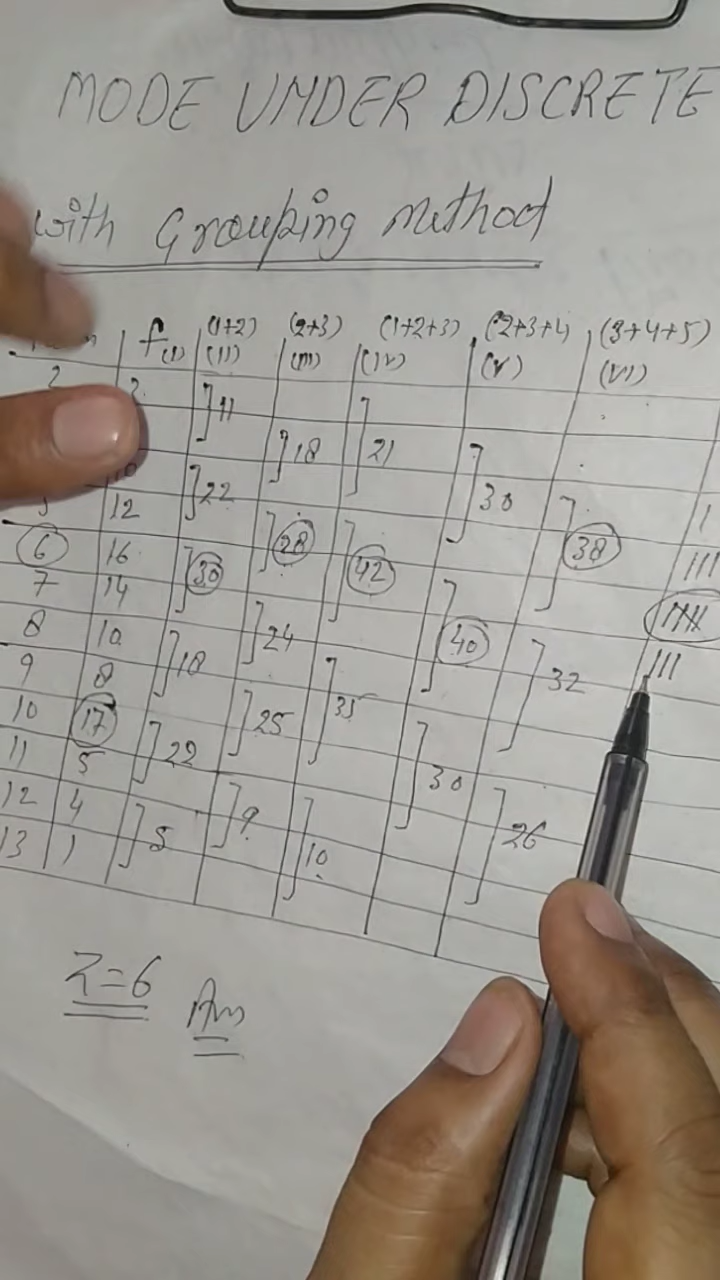 MODE UNDER DISCRETE
with Grouping Method
f(I) (1+2) (II) (2+3) (III) (1+2+3) (IV) (2+3+4) (V) (3+4+5) (VI)
2 2
]11
]18 ]21
]22
12 ]30 |
6 16 ]28 ]38 |||
7 14 ]30 ]42
8 10 ]24 ]40 |||
9 8 ]18 ]32
10 17 ]25 ]35
11 5 ]22 ]30
12 4 ]9 ]26
13 1 ]5 ]10
Z=6 Ans